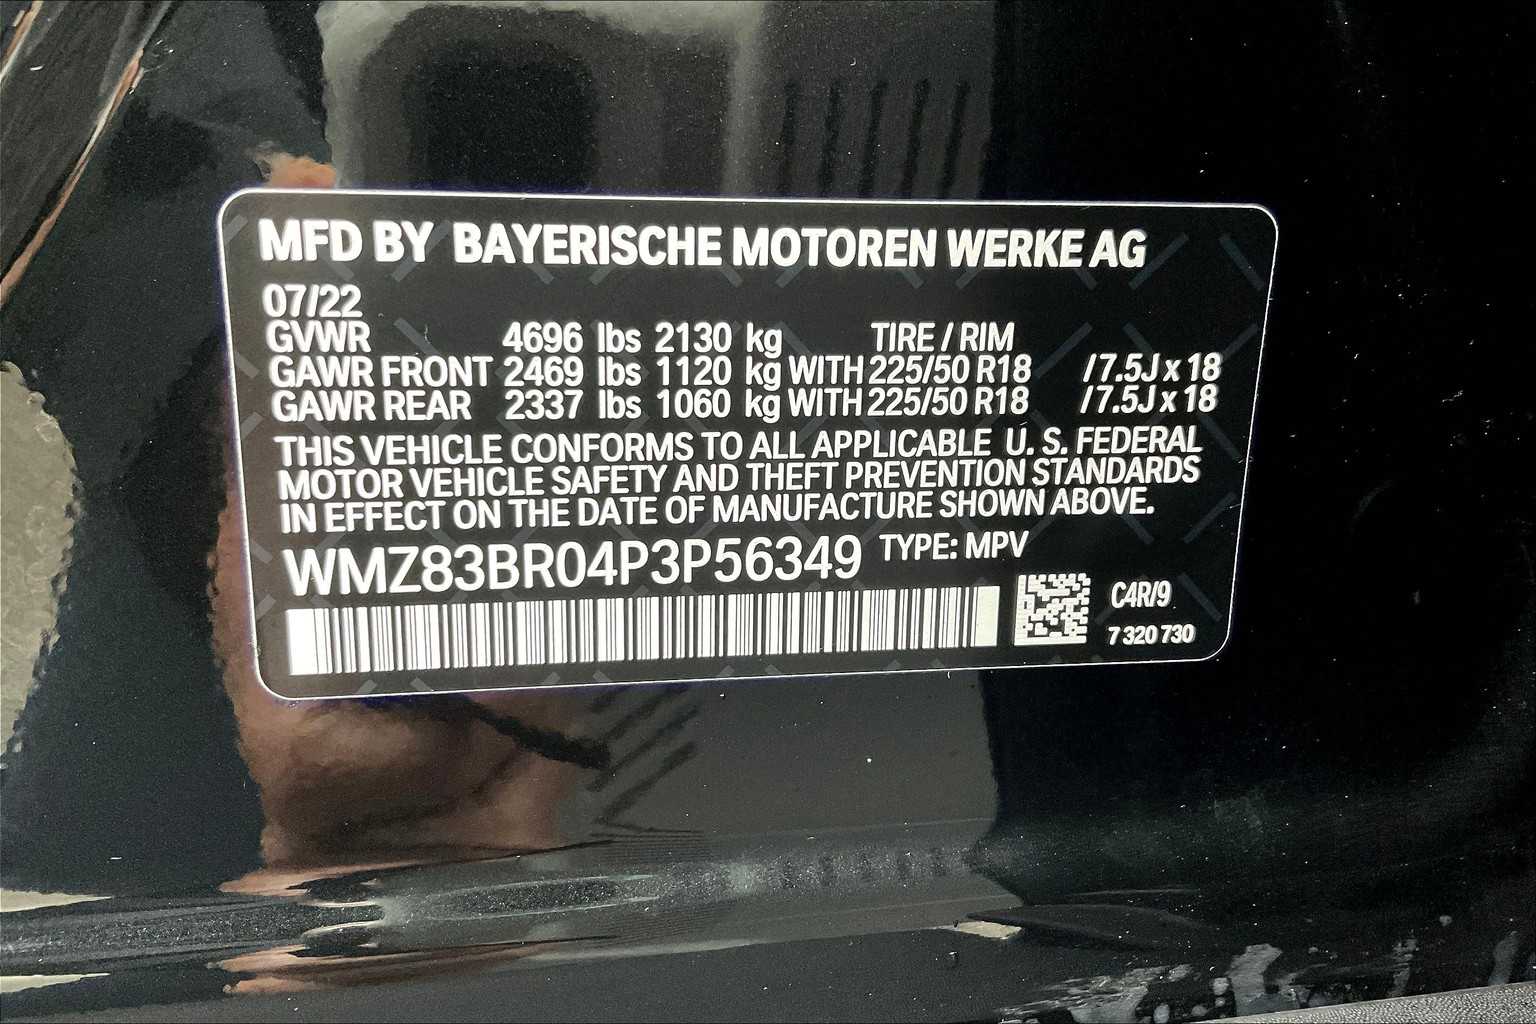 MFD BY BAYERISCHE MOTOREN WERKE AG
07/22
GVWR 4696 lbs 2130 kg TIRE / RIM
GAWR FRONT 2469 lbs 1120 kg WITH 225/50 R18 /7.5J x 18
GAWR REAR 2337 lbs 1060 kg WITH 225/50 R18 /7.5J x 18
THIS VEHICLE CONFORMS TO ALL APPLICABLE U. S. FEDERAL
MOTOR VEHICLE SAFETY AND THEFT PREVENTION STANDARDS
IN EFFECT ON THE DATE OF MANUFACTURE SHOWN ABOVE.
WMZ83BR04P3P56349 TYPE: MPV
C4R/9
7 320 730